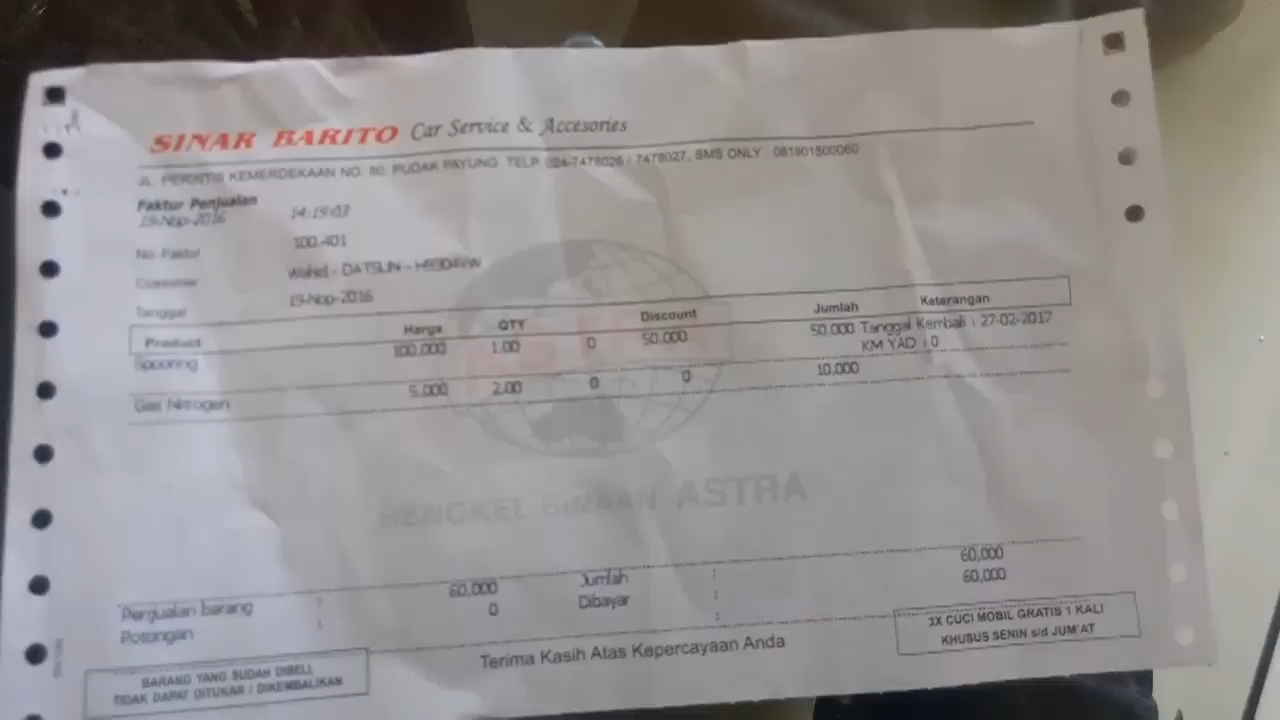 SINAR BARITO Car Service & Accesories
JL. PERINTIS KEMERDEKAAN NO. 80, PUDAK PAYUNG TELP 024-7478026 / 7478027, SMS ONLY : 081901500060
Faktur Penjualan
19-Nop-2016 14:19:03
No. Faktur 100.401
Customer Wahid - DATSUN -
Tanggal 19-Nop-2016
Product Harga QTY Discount Jumlah Keterangan
Spooring 100.000 1.00 0 50.000 50.000 Tanggal Kembali : 27-02-2017
KM YAD : 0
Gas Nitrogen 5.000 2.00 0 0 10.000
BENGKEL BINAAN ASTRA
Penjualan barang : 60,000 Jumlah : 60,000
Potongan : 0 Dibayar : 60,000
:
BARANG YANG SUDAH DIBELI
TIDAK DAPAT DITUKAR / DIKEMBALIKAN
Terima Kasih Atas Kepercayaan Anda
3X CUCI MOBIL GRATIS 1 KALI
KHUSUS SENIN s/d JUM'AT